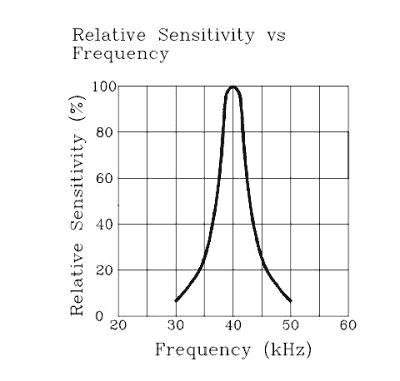 Relative Sensitivity vs
Frequency
Relative Sensitivity (%)
100
80
60
40
20
0
20 30 40 50 60
Frequency (kHz)